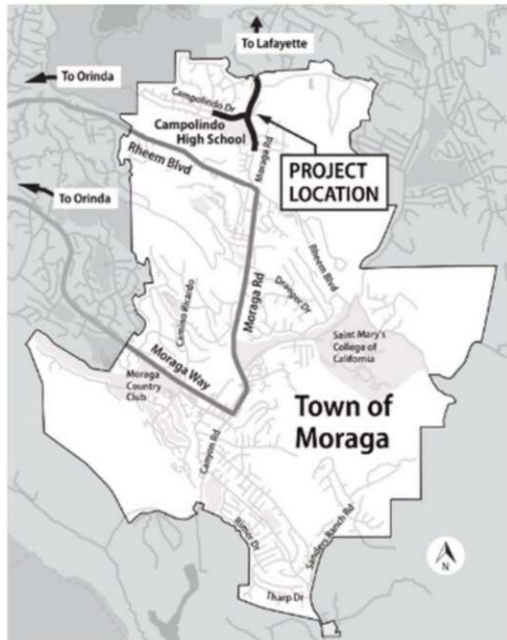 To Lafayette
To Orinda
Campolindo Dr
Campolindo
High School
Rheem Blvd
Moraga Rd
PROJECT
LOCATION
To Orinda
Rheem Blvd
Draeger Dr
Camino Ricardo
Moraga Rd
Saint Mary's
College of
California
Moraga Way
Moraga
Country
Club
Town of
Moraga
Canyon Rd
Rimer Dr
Sanders Ranch Rd
Tharp Dr
N